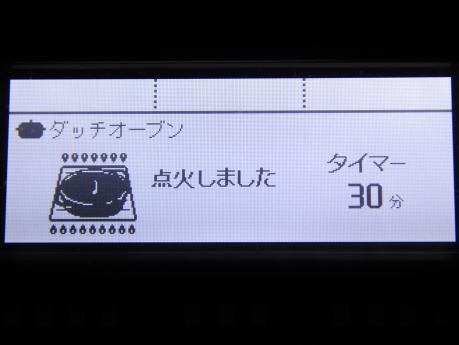 ダッチオーブン
点火しました
タイマー
30分